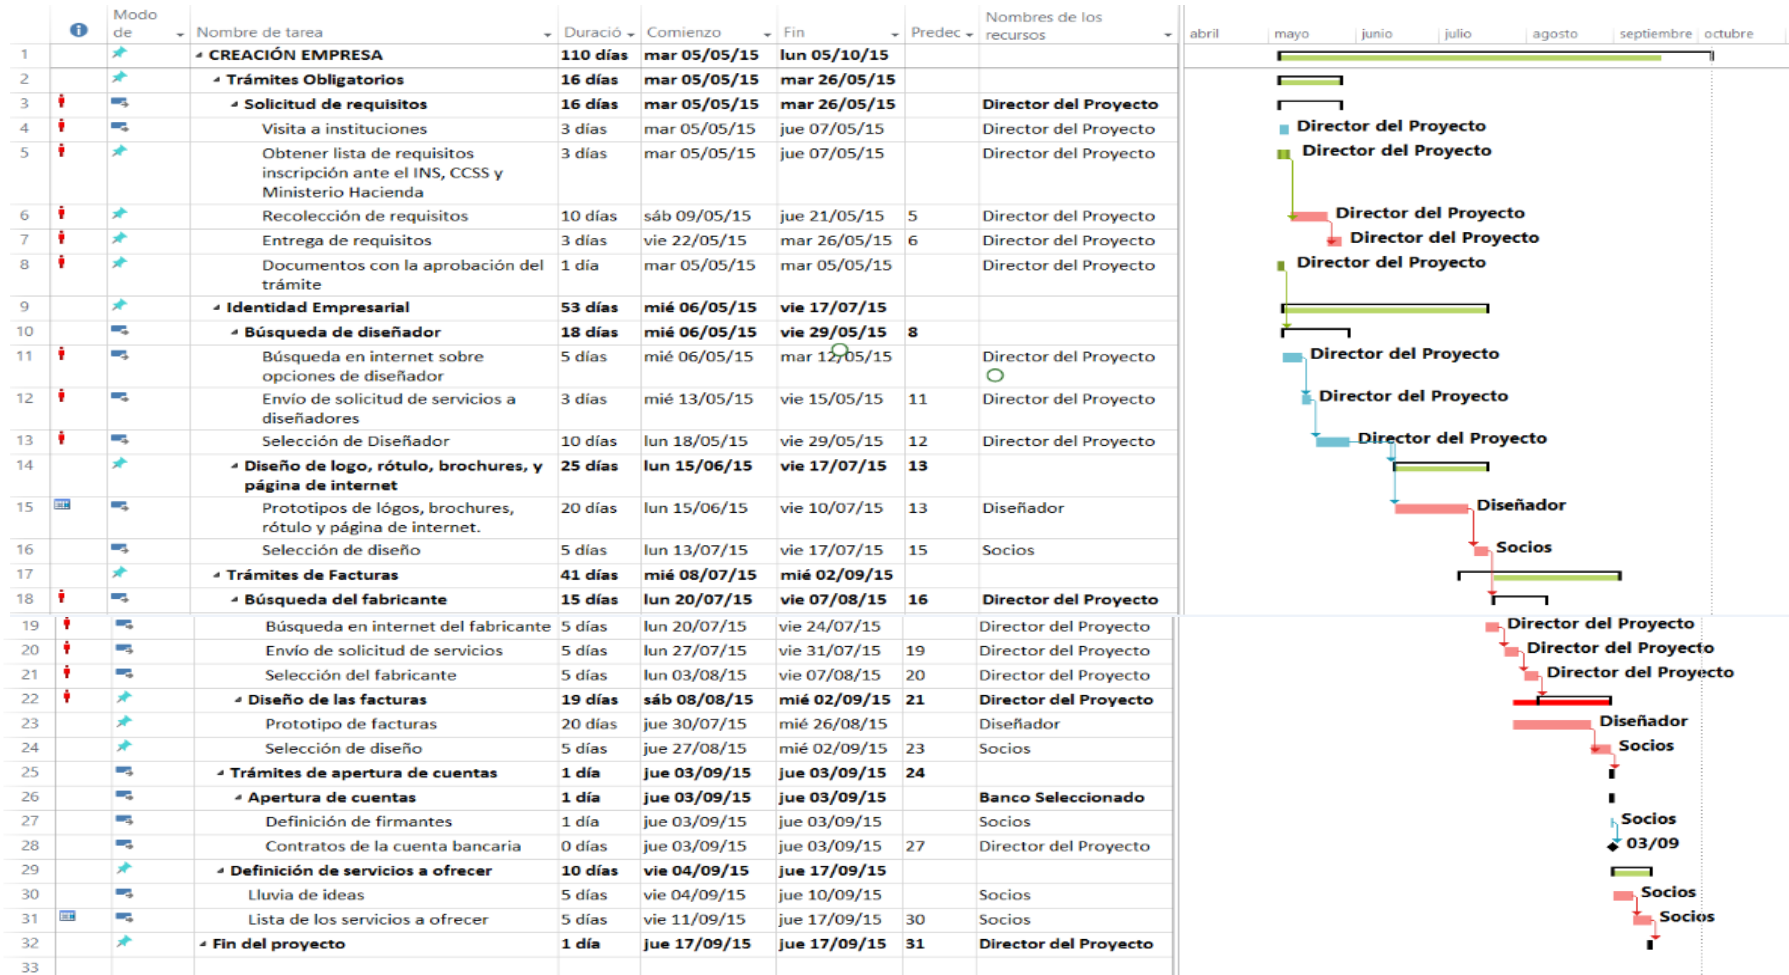 Modo de
Nombre de tarea
Duració
Comienzo
Fin
Predec
Nombres de los recursos
abril mayo junio julio agosto septiembre octubre
1 CREACIÓN EMPRESA 110 días mar 05/05/15 lun 05/10/15
2 Trámites Obligatorios 16 días mar 05/05/15 mar 26/05/15
3 Solicitud de requisitos 16 días mar 05/05/15 mar 26/05/15 Director del Proyecto
4 Visita a instituciones 3 días mar 05/05/15 jue 07/05/15 Director del Proyecto Director del Proyecto
5 Obtener lista de requisitos 3 días mar 05/05/15 jue 07/05/15 Director del Proyecto Director del Proyecto
inscripción ante el INS, CCSS y
Ministerio Hacienda
6 Recolección de requisitos 10 días sáb 09/05/15 jue 21/05/15 5 Director del Proyecto Director del Proyecto
7 Entrega de requisitos 3 días vie 22/05/15 mar 26/05/15 6 Director del Proyecto Director del Proyecto
8 Documentos con la aprobación del 1 día mar 05/05/15 mar 05/05/15 Director del Proyecto Director del Proyecto
trámite
9 Identidad Empresarial 53 días mié 06/05/15 vie 17/07/15
10 Búsqueda de diseñador 18 días mié 06/05/15 vie 29/05/15 8
11 Búsqueda en internet sobre 5 días mié 06/05/15 mar 12/05/15 Director del Proyecto Director del Proyecto
opciones de diseñador
12 Envío de solicitud de servicios a 3 días mié 13/05/15 vie 15/05/15 11 Director del Proyecto Director del Proyecto
diseñadores
13 Selección de Diseñador 10 días lun 18/05/15 vie 29/05/15 12 Director del Proyecto Director del Proyecto
14 Diseño de logo, rótulo, brochures, y 25 días lun 15/06/15 vie 17/07/15 13
página de internet
15 Prototipos de lógos, brochures, 20 días lun 15/06/15 vie 10/07/15 13 Diseñador Diseñador
rótulo y página de internet.
16 Selección de diseño 5 días lun 13/07/15 vie 17/07/15 15 Socios Socios
17 Trámites de Facturas 41 días mié 08/07/15 mié 02/09/15
18 Búsqueda del fabricante 15 días lun 20/07/15 vie 07/08/15 16 Director del Proyecto
19 Búsqueda en internet del fabricante 5 días lun 20/07/15 vie 24/07/15 Director del Proyecto Director del Proyecto
20 Envío de solicitud de servicios 5 días lun 27/07/15 vie 31/07/15 19 Director del Proyecto Director del Proyecto
21 Selección del fabricante 5 días lun 03/08/15 vie 07/08/15 20 Director del Proyecto Director del Proyecto
22 Diseño de las facturas 19 días sáb 08/08/15 mié 02/09/15 21 Director del Proyecto
23 Prototipo de facturas 20 días jue 30/07/15 mié 26/08/15 Diseñador Diseñador
24 Selección de diseño 5 días jue 27/08/15 mié 02/09/15 23 Socios Socios
25 Trámites de apertura de cuentas 1 día jue 03/09/15 jue 03/09/15 24
26 Apertura de cuentas 1 día jue 03/09/15 jue 03/09/15 Banco Seleccionado
27 Definición de firmantes 1 día jue 03/09/15 jue 03/09/15 Socios Socios
28 Contratos de la cuenta bancaria 0 días jue 03/09/15 jue 03/09/15 27 Director del Proyecto 03/09
29 Definición de servicios a ofrecer 10 días vie 04/09/15 jue 17/09/15
30 Lluvia de ideas 5 días vie 04/09/15 jue 10/09/15 Socios Socios
31 Lista de los servicios a ofrecer 5 días vie 11/09/15 jue 17/09/15 30 Socios Socios
32 Fin del proyecto 1 día jue 17/09/15 jue 17/09/15 31 Director del Proyecto
33